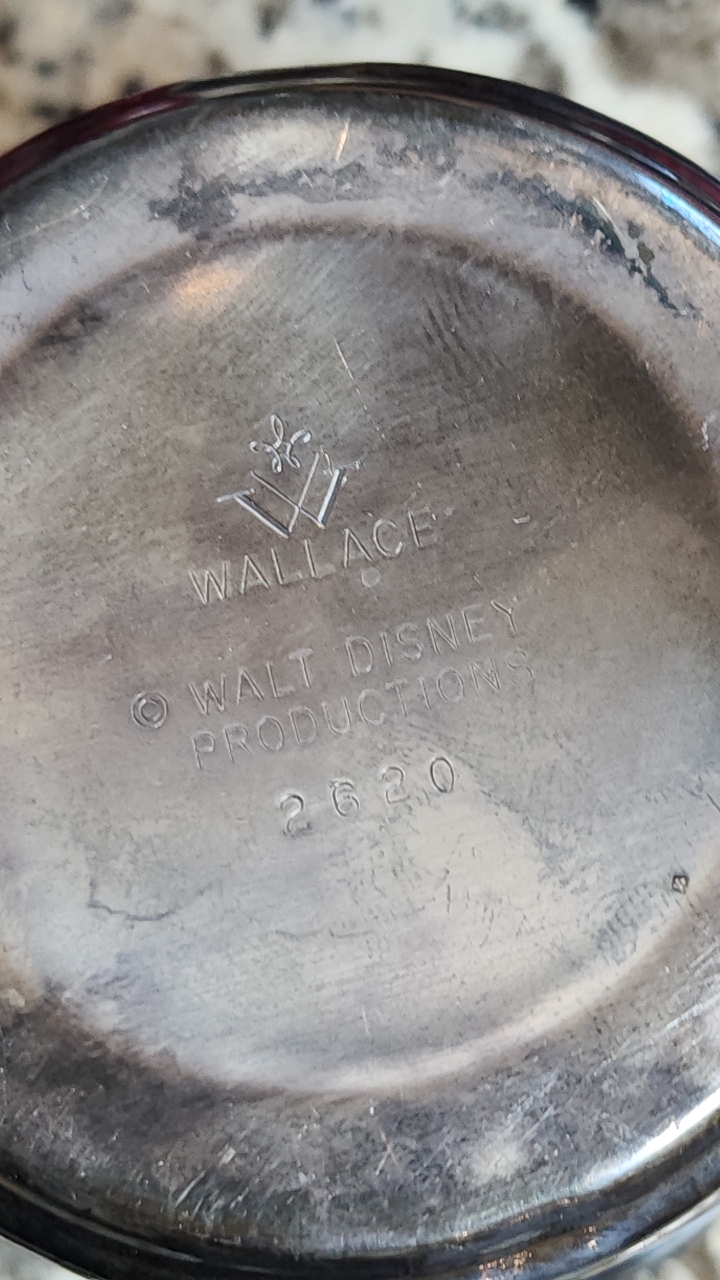 W
WALLACE
© WALT DISNEY
PRODUCTIONS
2620